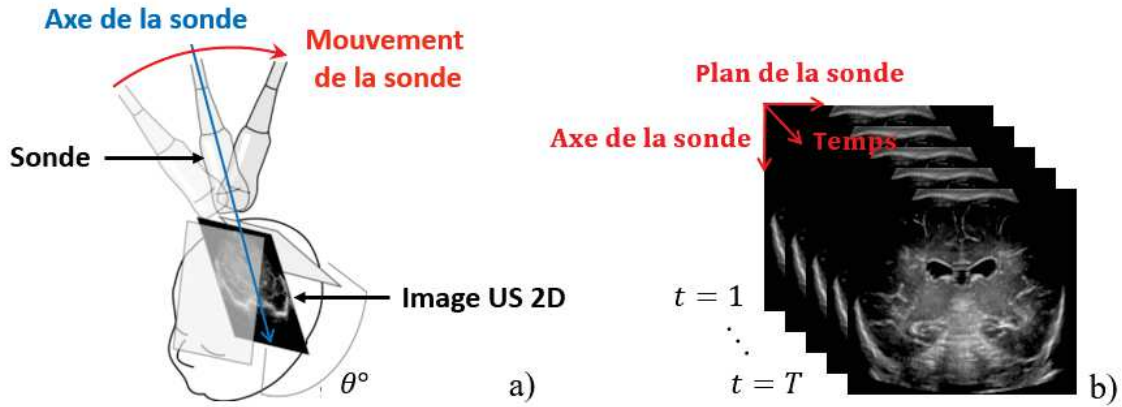 Axe de la sonde
Mouvement
de la sonde
Sonde
Image US 2D
θ°
a)
Plan de la sonde
Axe de la sonde
Temps
t = 1
⋱
t = T
b)